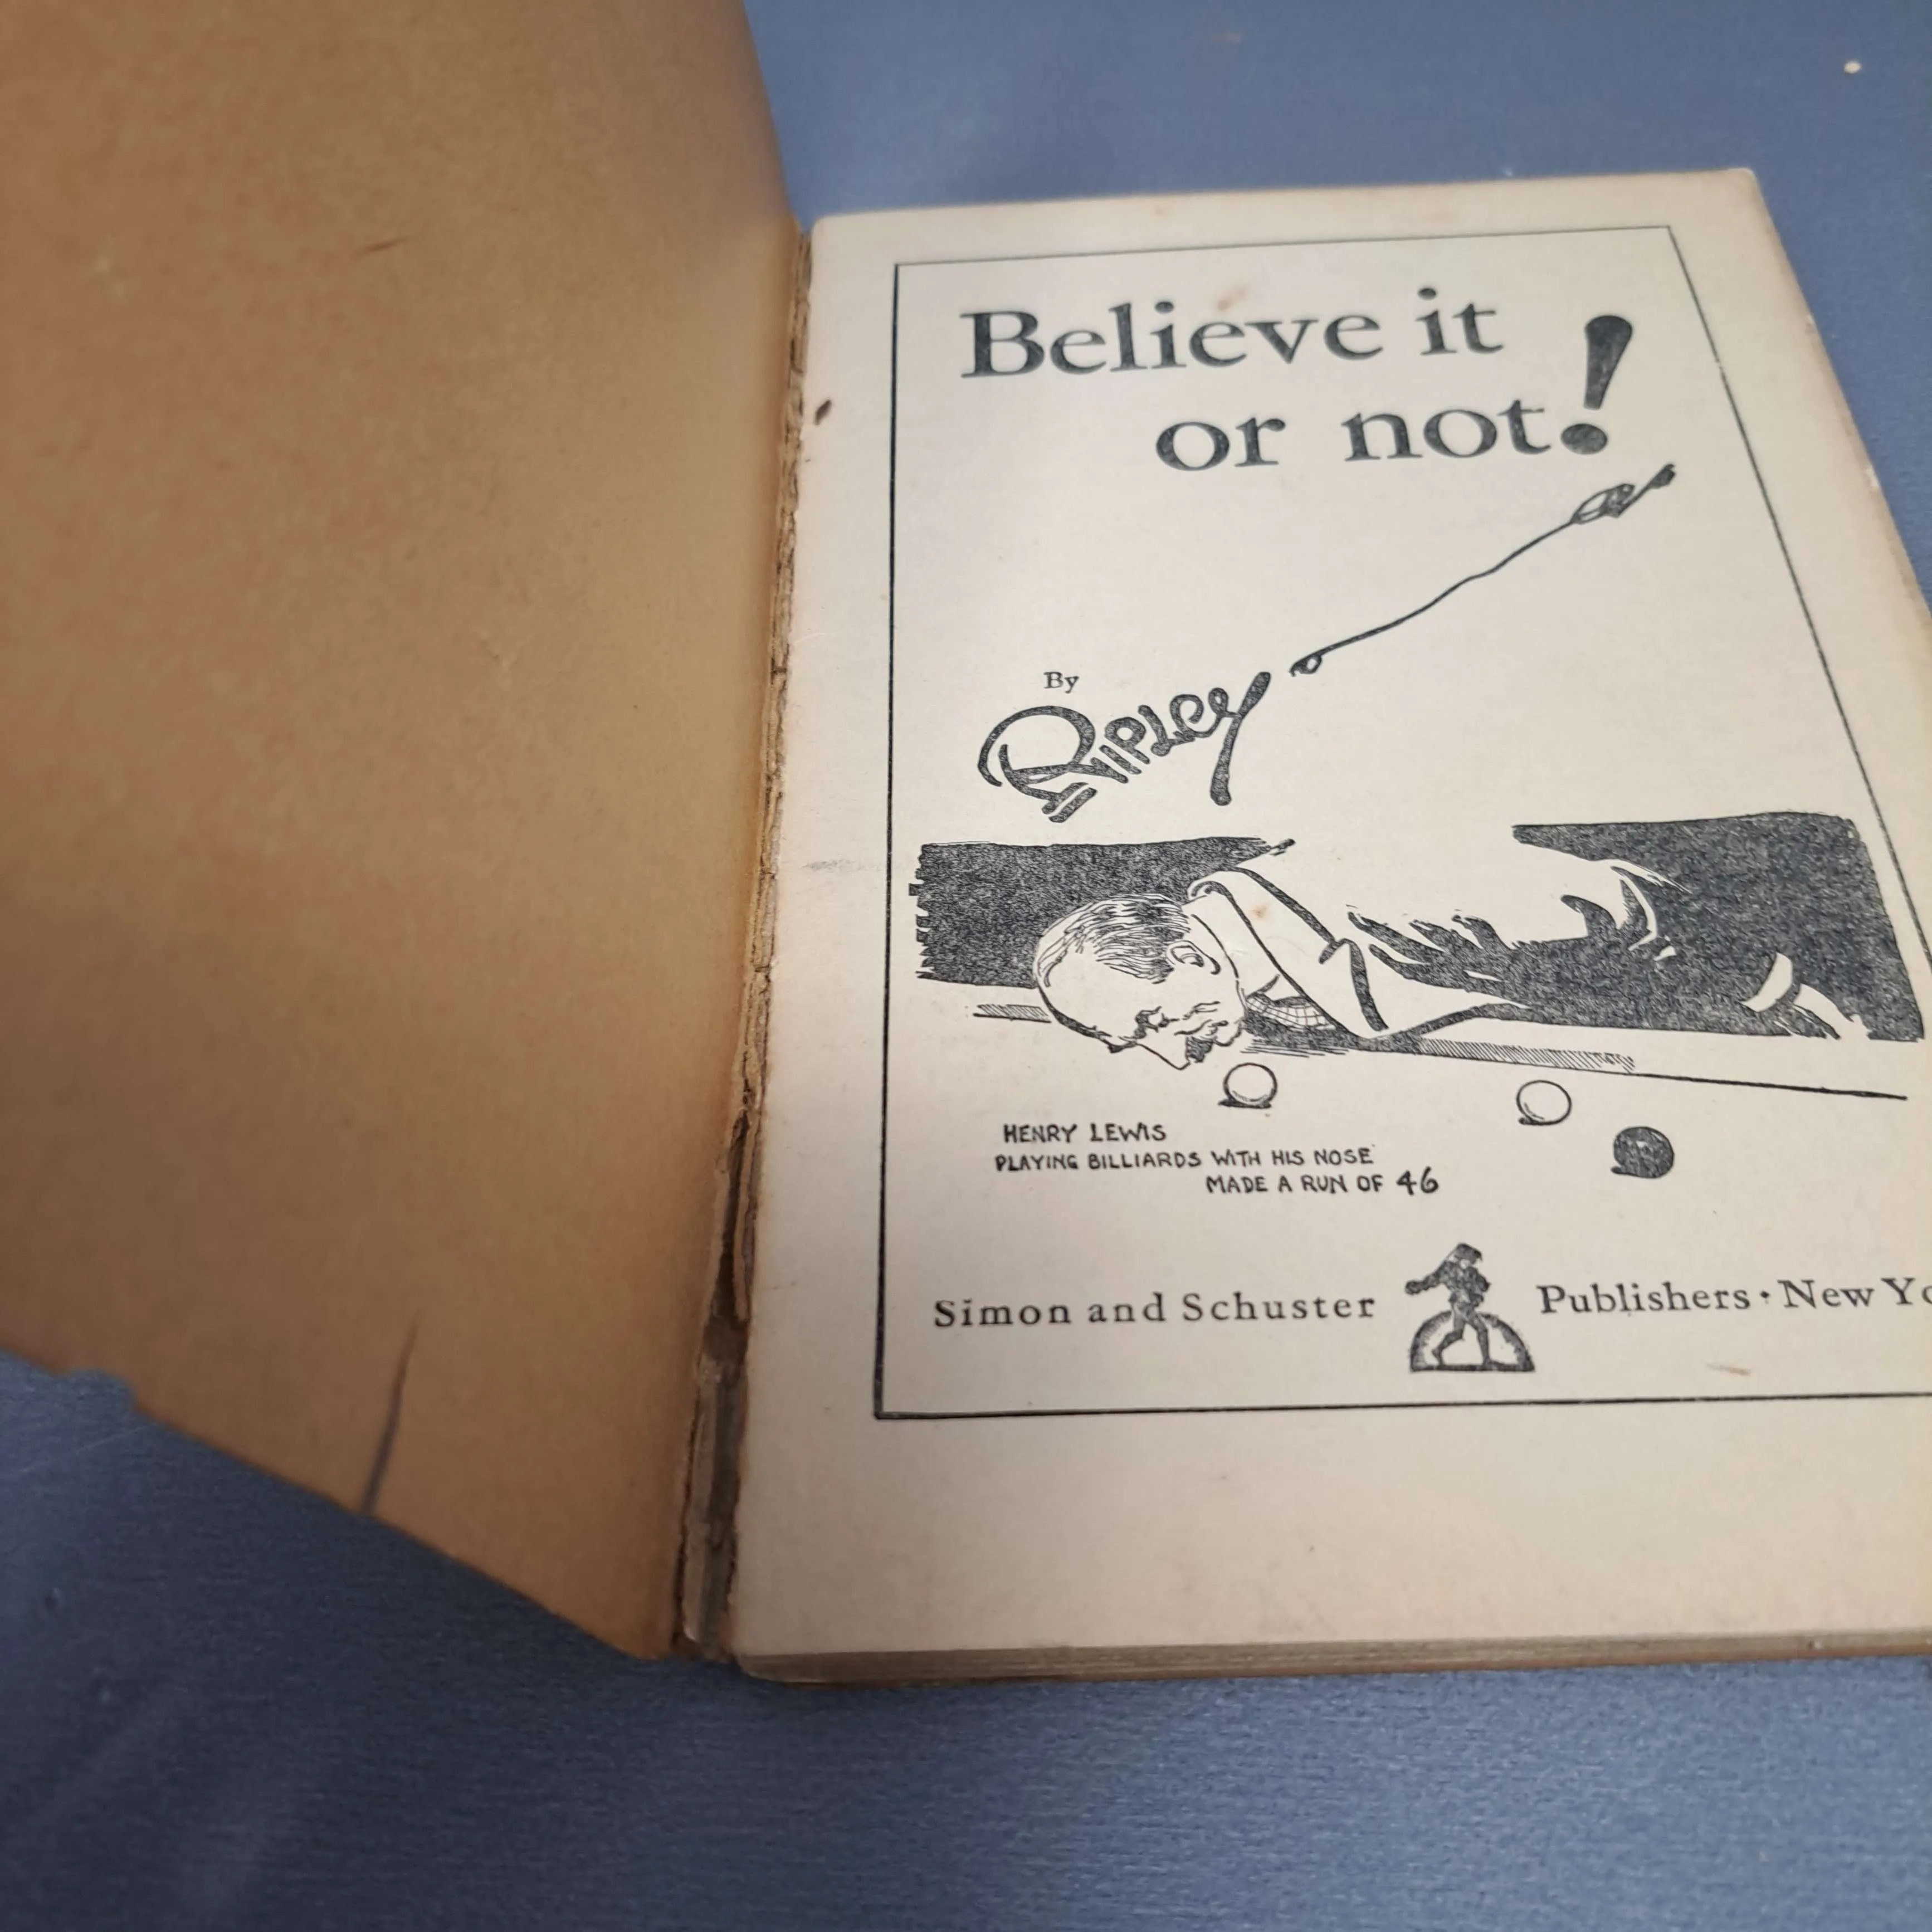 Believe it
or not!
By
RIPLEY
HENRY LEWIS
PLAYING BILLIARDS WITH HIS NOSE
MADE A RUN OF 46
Simon and Schuster Publishers · New Yo